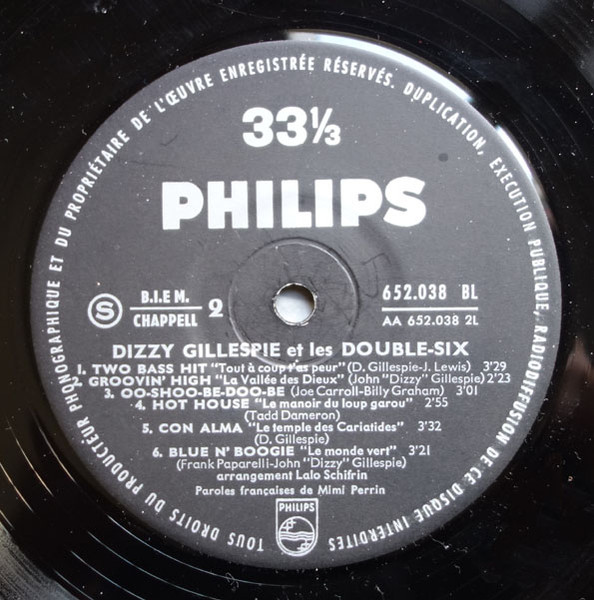 TOUS DROITS DU PRODUCTEUR PHONOGRAPHIQUE ET DU PROPRIÉTAIRE DE L'ŒUVRE ENREGISTRÉE RÉSERVÉS. DUPLICATION, EXECUTION PUBLIQUE, RADIODIFFUSION DE CE DISQUE INTERDITES
33⅓
PHILIPS
S
B.I.E M.
CHAPPELL
2
652.038 BL
AA 652.038 2L
DIZZY GILLESPIE et les DOUBLE-SIX
1. TWO BASS HIT "Tout à coup t'as peur" (D. Gillespie-J. Lewis) 3'29
2. GROOVIN' HIGH "La Vallée des Dieux" (John "Dizzy" Gillespie) 2'23
3. OO-SHOO-BE-DOO-BE (Joe Carroll-Billy Graham) 3'01
4. HOT HOUSE "Le manoir du loup garou" 2'55
(Tadd Dameron)
5. CON ALMA "Le temple des Cariatides" 3'32
(D. Gillespie)
6. BLUE N' BOOGIE "Le monde vert" 3'21
(Frank Paparelli-John "Dizzy" Gillespie)
arrangement Lalo Schifrin
Paroles françaises de Mimi Perrin
PHILIPS